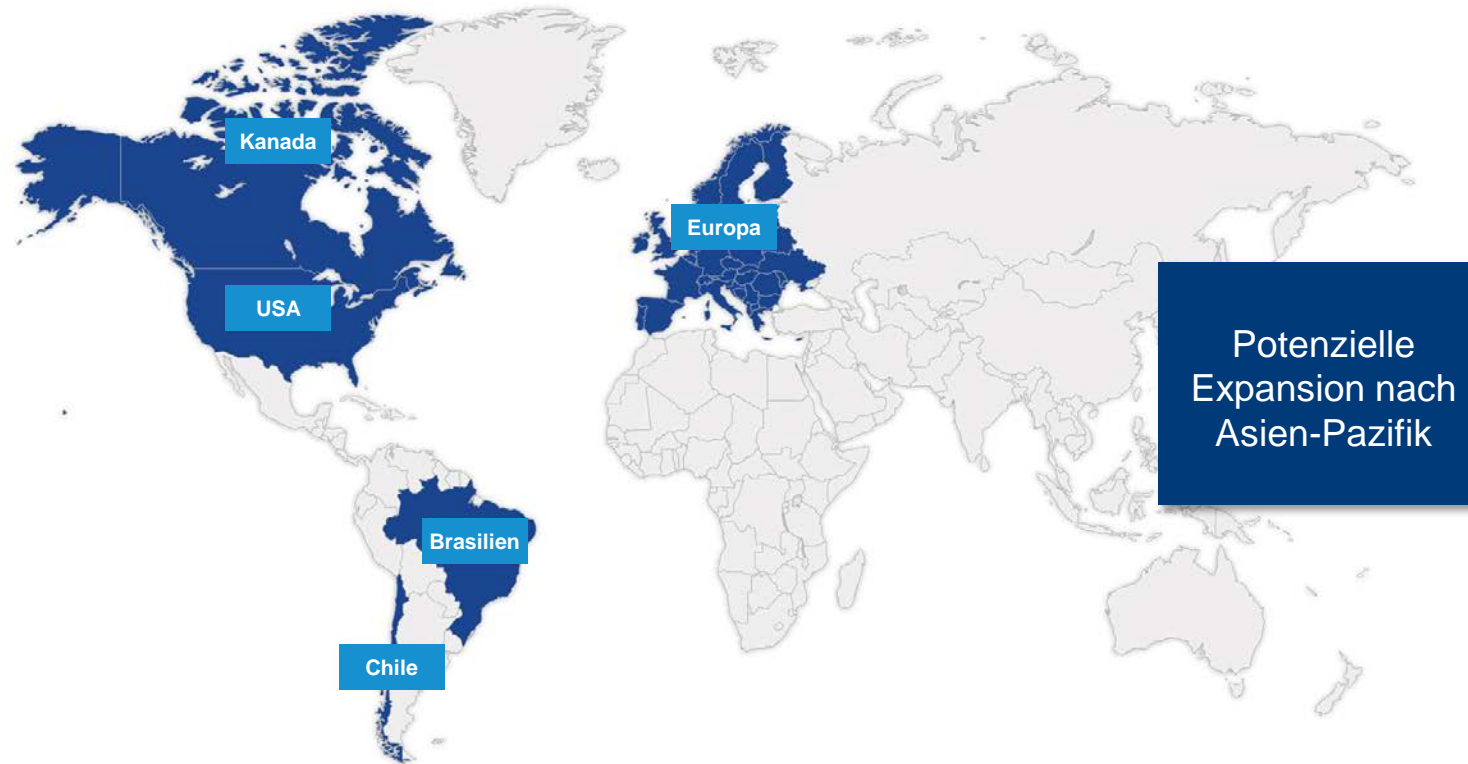 Kanada
Europa
USA
Potenzielle
Expansion nach
Asien-Pazifik
Brasilien
Chile